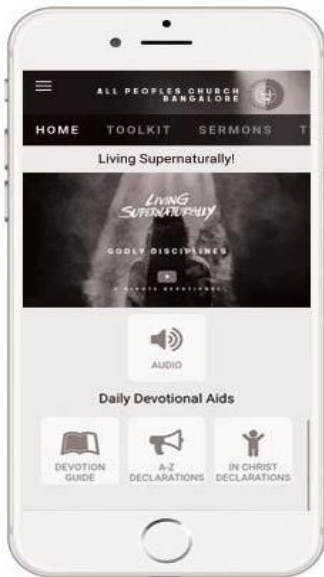 ALL PEOPLES CHURCH
BANGALORE
HOME TOOLKIT SERMONS T
Living Supernaturally!
LIVING
SUPERNATURALLY
GODLY DISCIPLINES
AUDIO
Daily Devotional Aids
DEVOTION
GUIDE
A-Z
DECLARATIONS
IN CHRIST
DECLARATIONS